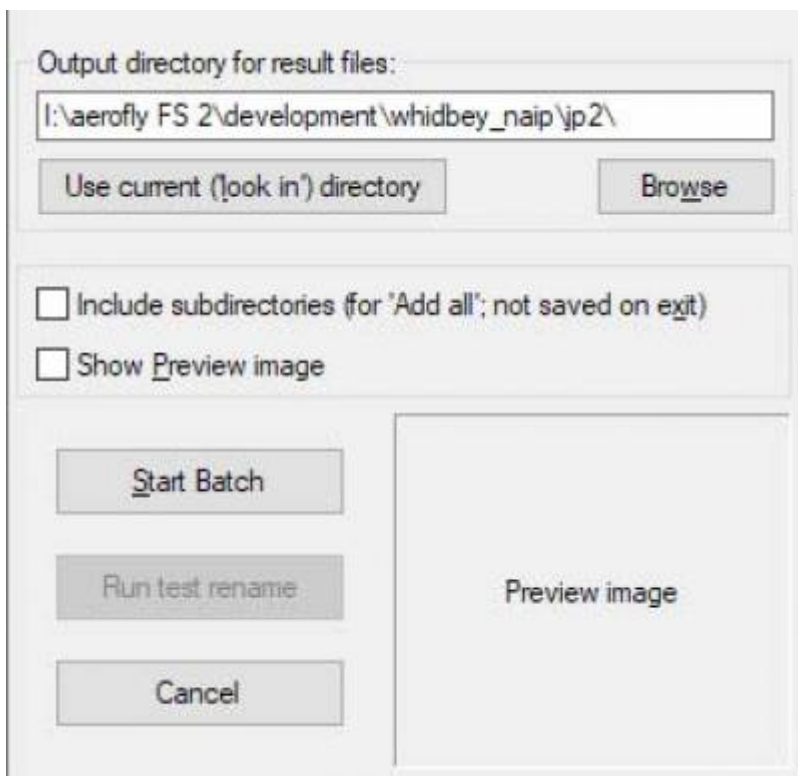 Output directory for result files:
I:\aerofly FS 2\development\whidbey_naip\jp2\
Use current ('look in') directory
Browse
Include subdirectories (for 'Add all'; not saved on exit)
Show Preview image
Start Batch
Run test rename
Preview image
Cancel